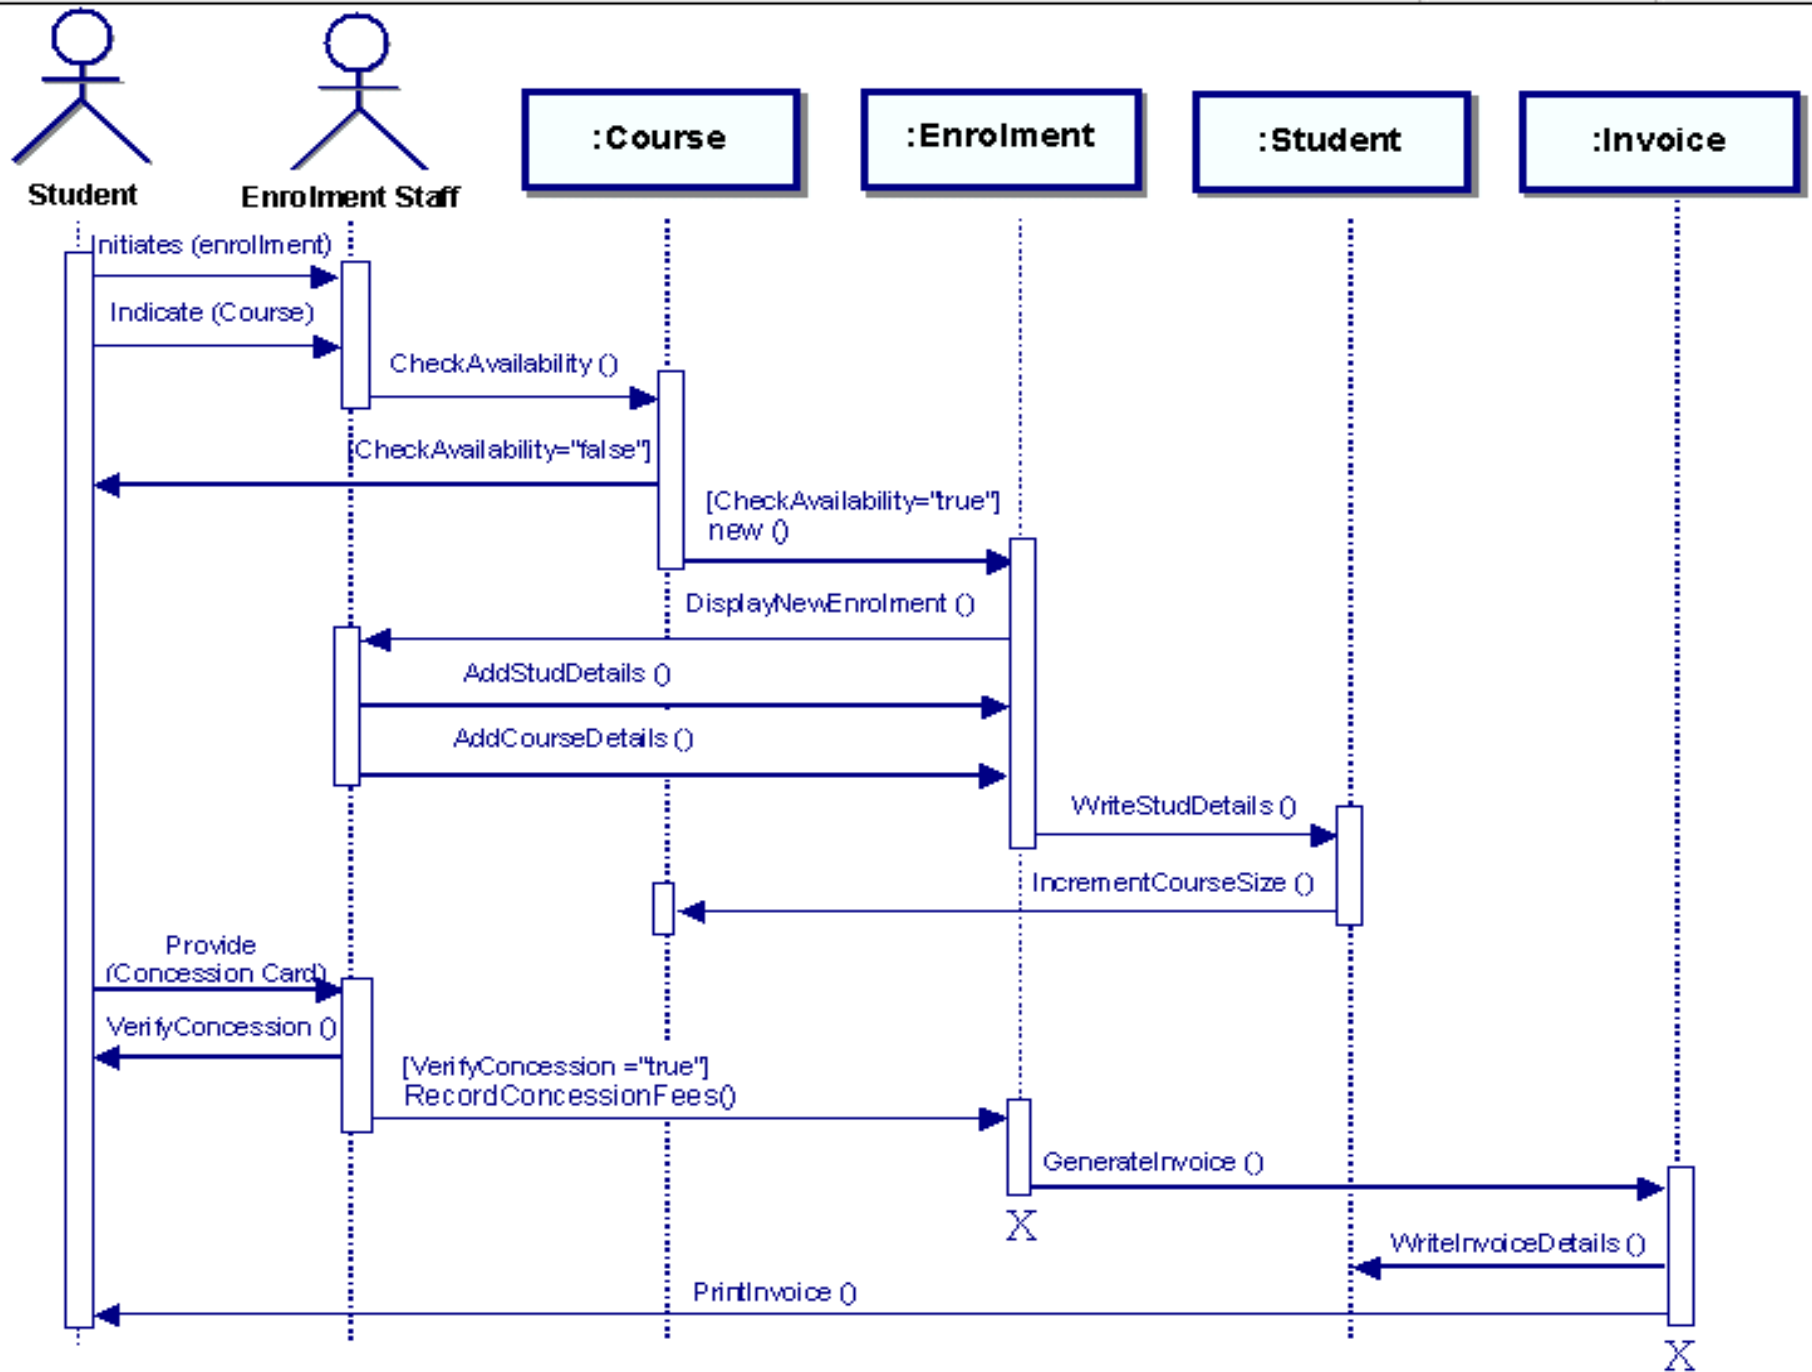 Student
Enrolment Staff
:Course
:Enrolment
:Student
:Invoice
Initiates (enrollment)
Indicate (Course)
CheckAvailability ()
[CheckAvailability="false"]
[CheckAvailability="true"]
new ()
DisplayNewEnrolment ()
AddStudDetails ()
AddCourseDetails ()
WriteStudDetails ()
IncrementCourseSize ()
Provide
(Concession Card)
VerifyConcession ()
[VerifyConcession ="true"]
RecordConcessionFees()
GenerateInvoice ()
X
WriteInvoiceDetails ()
PrintInvoice ()
X